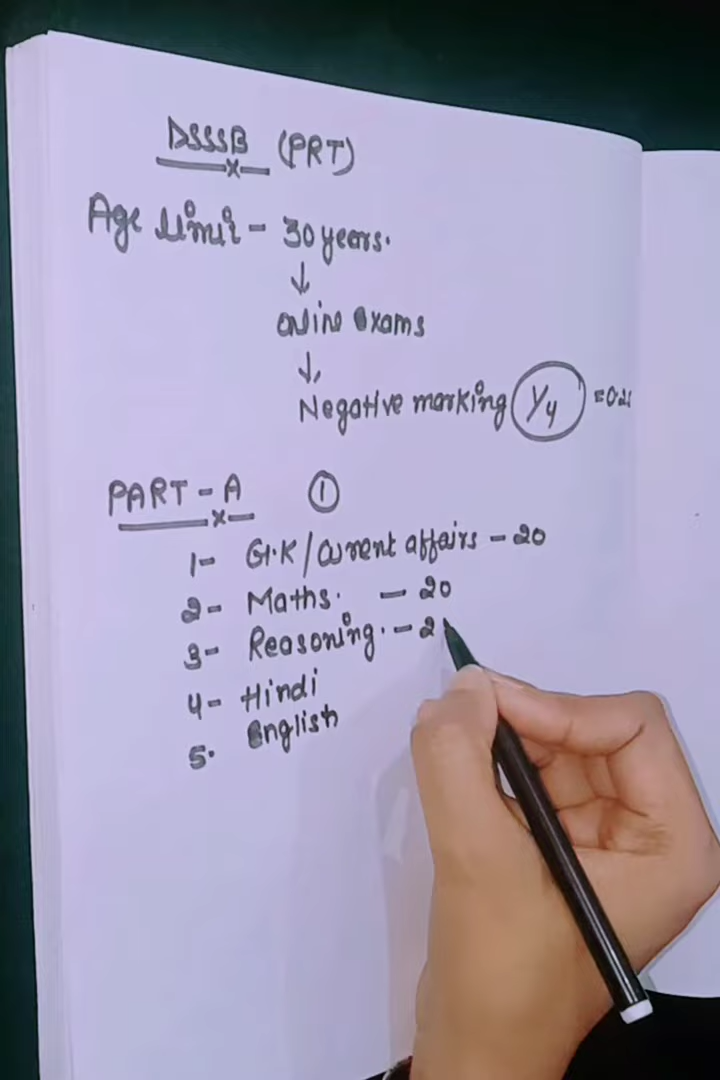 DSSSB (PRT)
Age limit - 30 years.
↓
online exams
↓
Negative marking 1/4 = 0.2
PART - A ①
1- G.K / current affairs - 20
2- Maths. - 20
3- Reasoning. - 2
4- Hindi
5. English